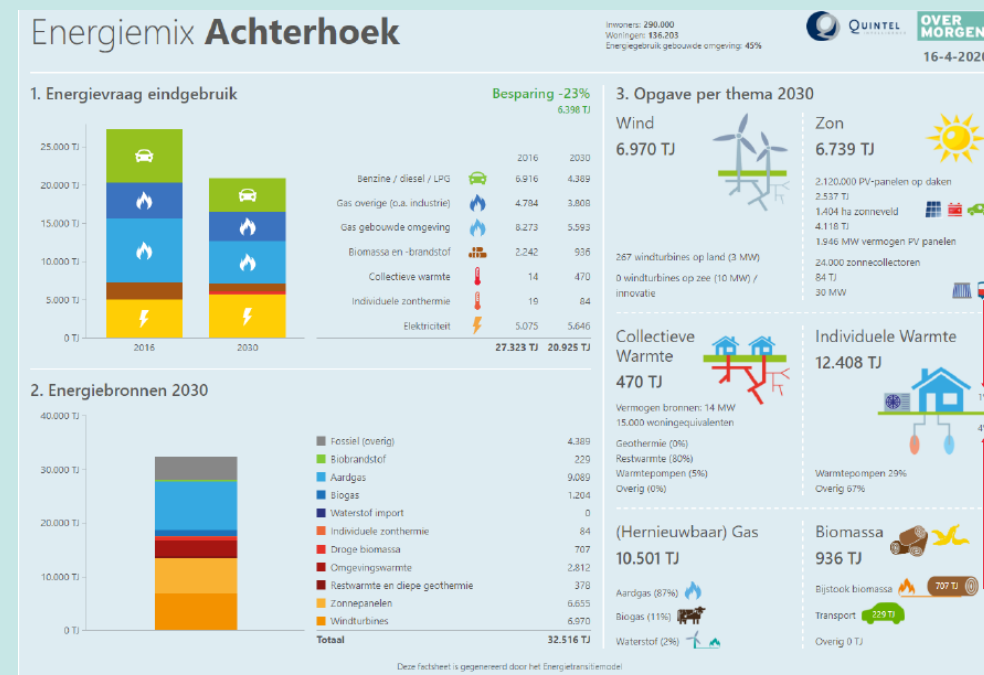 Energiemix Achterhoek
Inwoners: 290.000
Woningen: 136.203
Energiegebruik gebouwde omgeving: 45%
QUINTEL
OVER
MORGEN
16-4-2020
1. Energievraag eindgebruik
Besparing -23%
6.398 TJ
25.000 TJ
20.000 TJ
15.000 TJ
10.000 TJ
5.000 TJ
0 TJ
2016 2030
2016 2030
Benzine / diesel / LPG 6.916 4.389
Gas overige (o.a. industrie) 4.784 3.808
Gas gebouwde omgeving 8.273 5.593
Biomassa en -brandstof 2.242 936
Collectieve warmte 14 470
Individuele zonthermie 19 84
Elektriciteit 5.075 5.646
27.323 TJ 20.925 TJ
2. Energiebronnen 2030
40.000 TJ
30.000 TJ
20.000 TJ
10.000 TJ
0 TJ
Fossiel (overig) 4.389
Biobrandstof 229
Aardgas 9.089
Biogas 1.204
Waterstof import 0
Individuele zonthermie 84
Droge biomassa 707
Omgevingswarmte 2.812
Restwarmte en diepe geothermie 378
Zonnepanelen 6.655
Windturbines 6.970
Totaal 32.516 TJ
3. Opgave per thema 2030
Wind
6.970 TJ
267 windturbines op land (3 MW)
0 windturbines op zee (10 MW) /
innovatie
Zon
6.739 TJ
2.120.000 PV-panelen op daken
2.537 TJ
1.404 ha zonneveld
4.118 TJ
1.946 MW vermogen PV panelen
24.000 zonnecollectoren
84 TJ
30 MW
Collectieve
Warmte
470 TJ
Vermogen bronnen: 14 MW
15.000 woningequivalenten
Geothermie (0%)
Restwarmte (80%)
Warmtepompen (5%)
Overig (0%)
Individuele Warmte
12.408 TJ
Warmtepompen 29%
Overig 67%
(Hernieuwbaar) Gas
10.501 TJ
Aardgas (87%)
Biogas (11%)
Waterstof (2%)
Biomassa
936 TJ
Bijstook biomassa 707 TJ
Transport 229 TJ
Overig 0 TJ
Deze factsheet is gegenereerd door het Energietransitiemodel